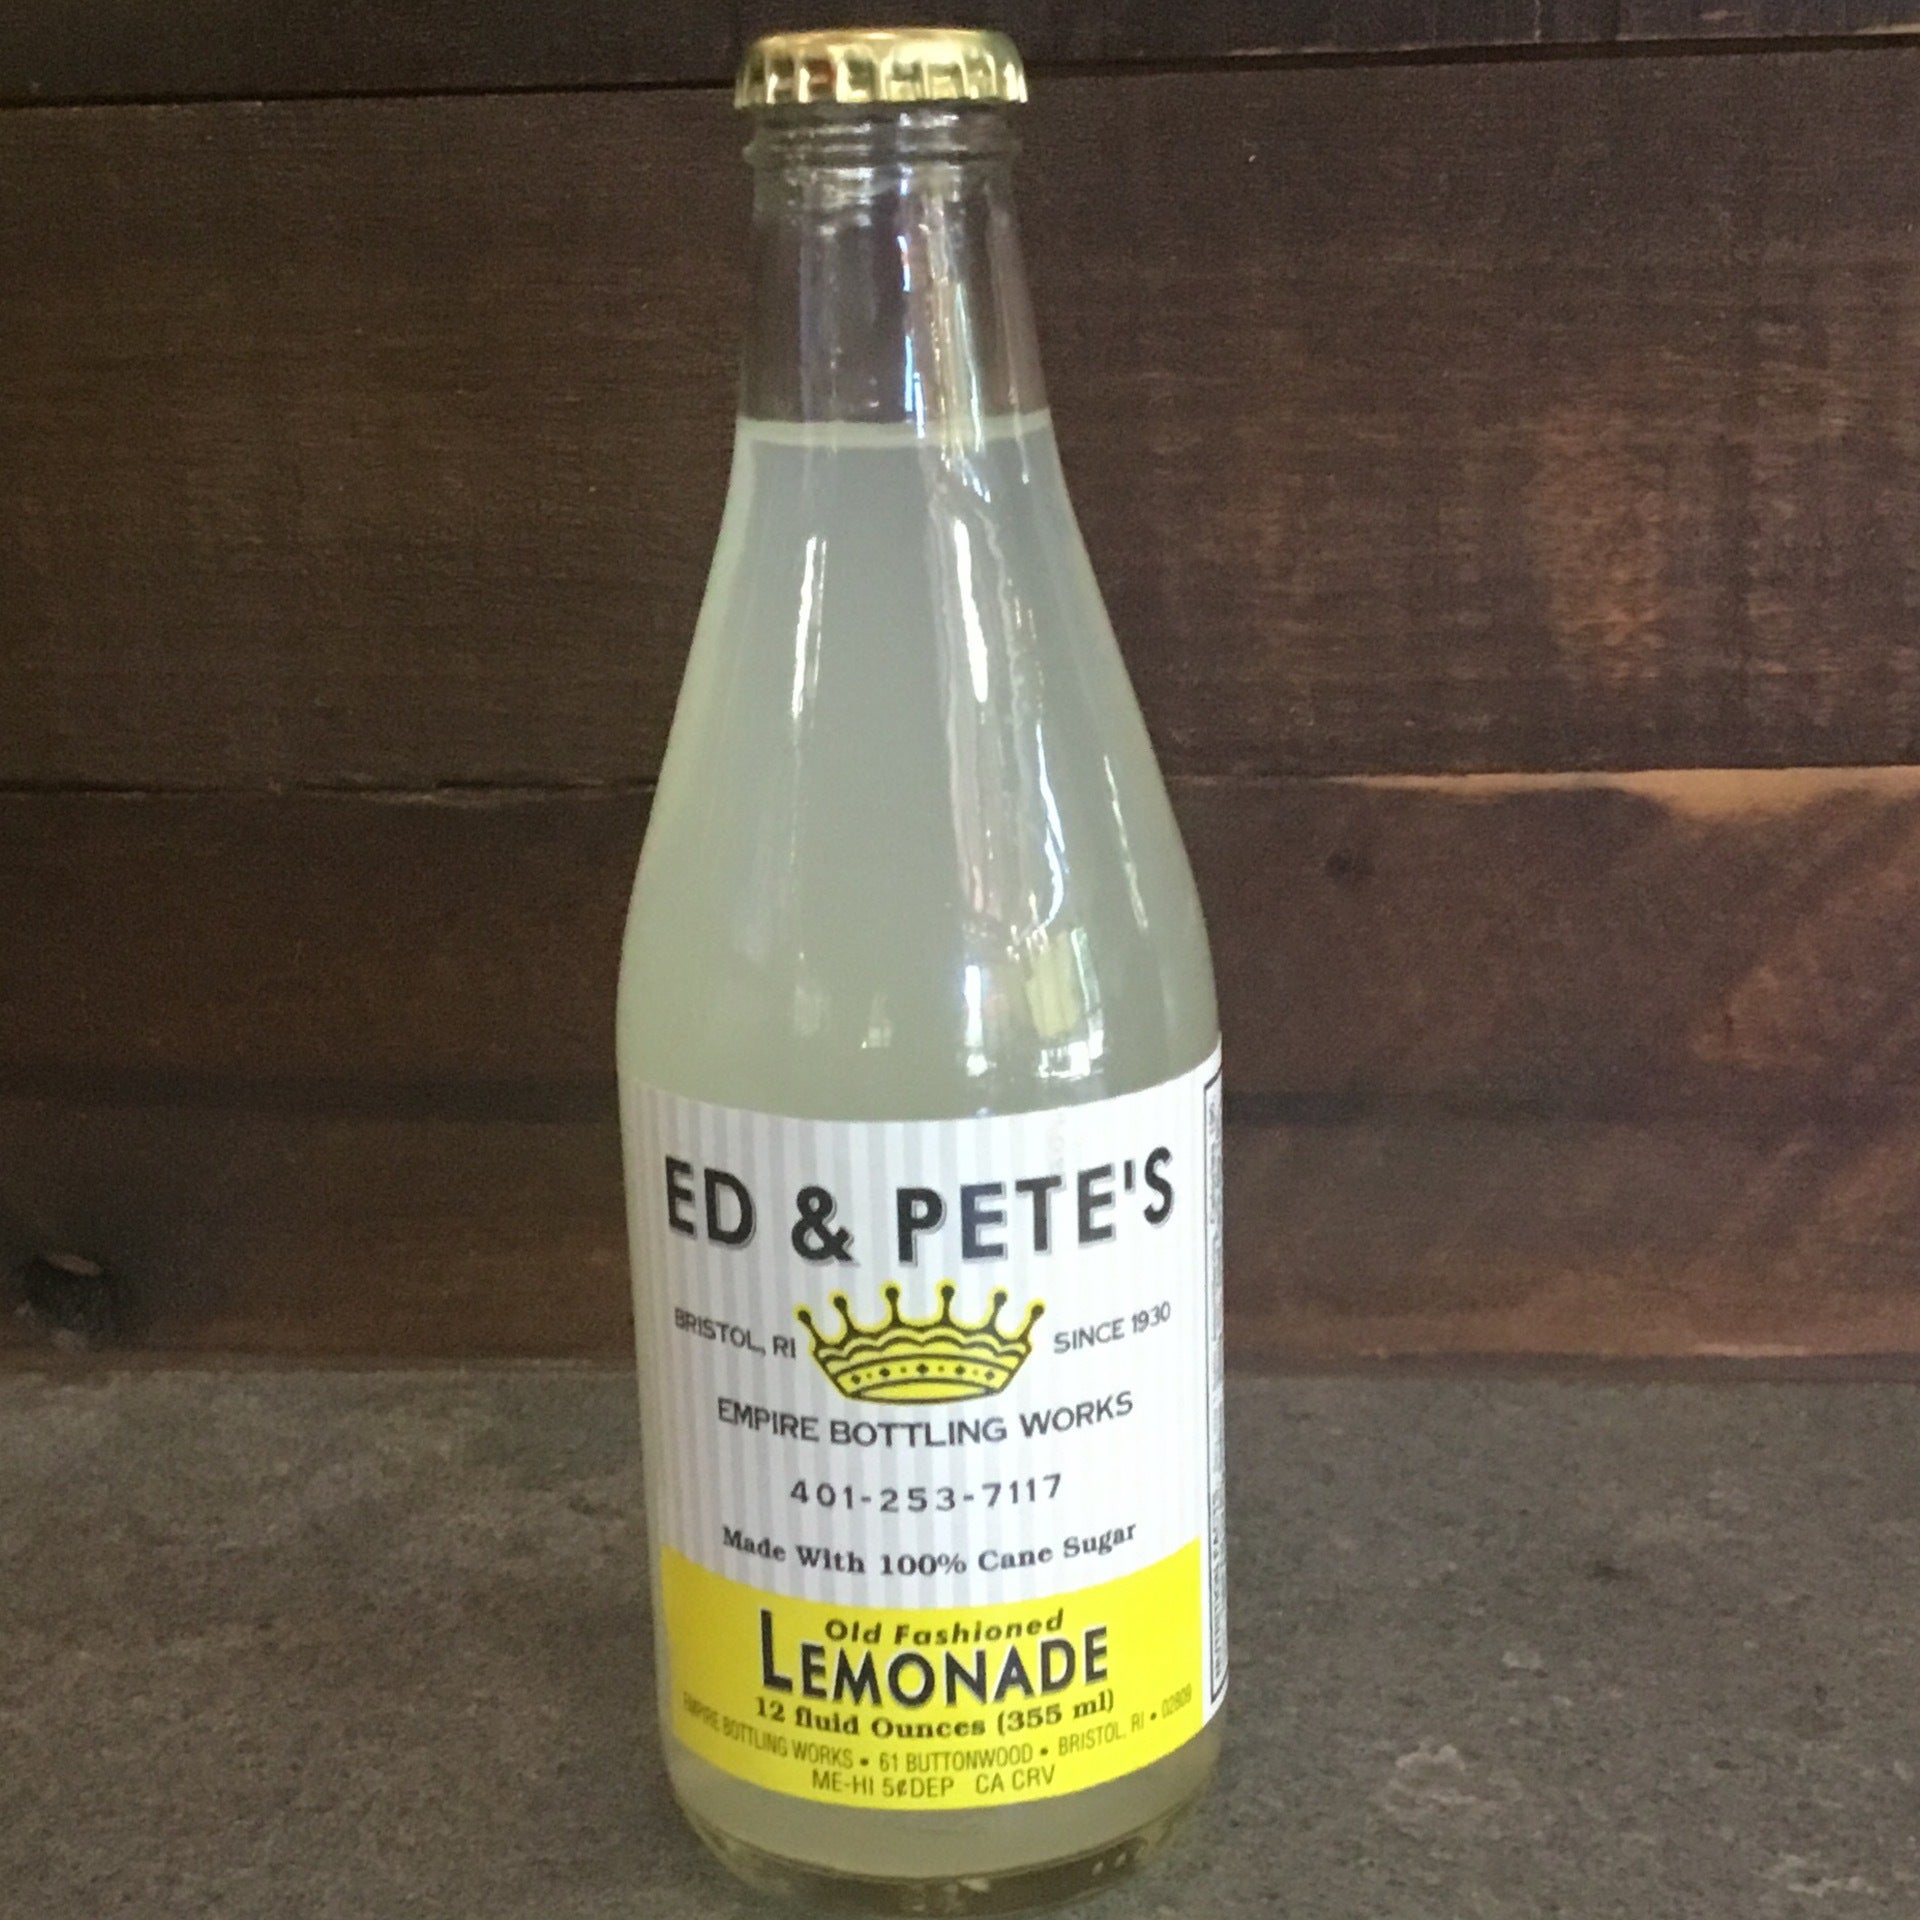 ED & PETE'S
BRISTOL, RI SINCE 1930
EMPIRE BOTTLING WORKS
401-253-7117
Made With 100% Cane Sugar
Old Fashioned
LEMONADE
12 fluid Ounces (355 ml)
EMPIRE BOTTLING WORKS • 61 BUTTONWOOD • BRISTOL, RI • 02809
ME-HI 5¢DEP CA CRV